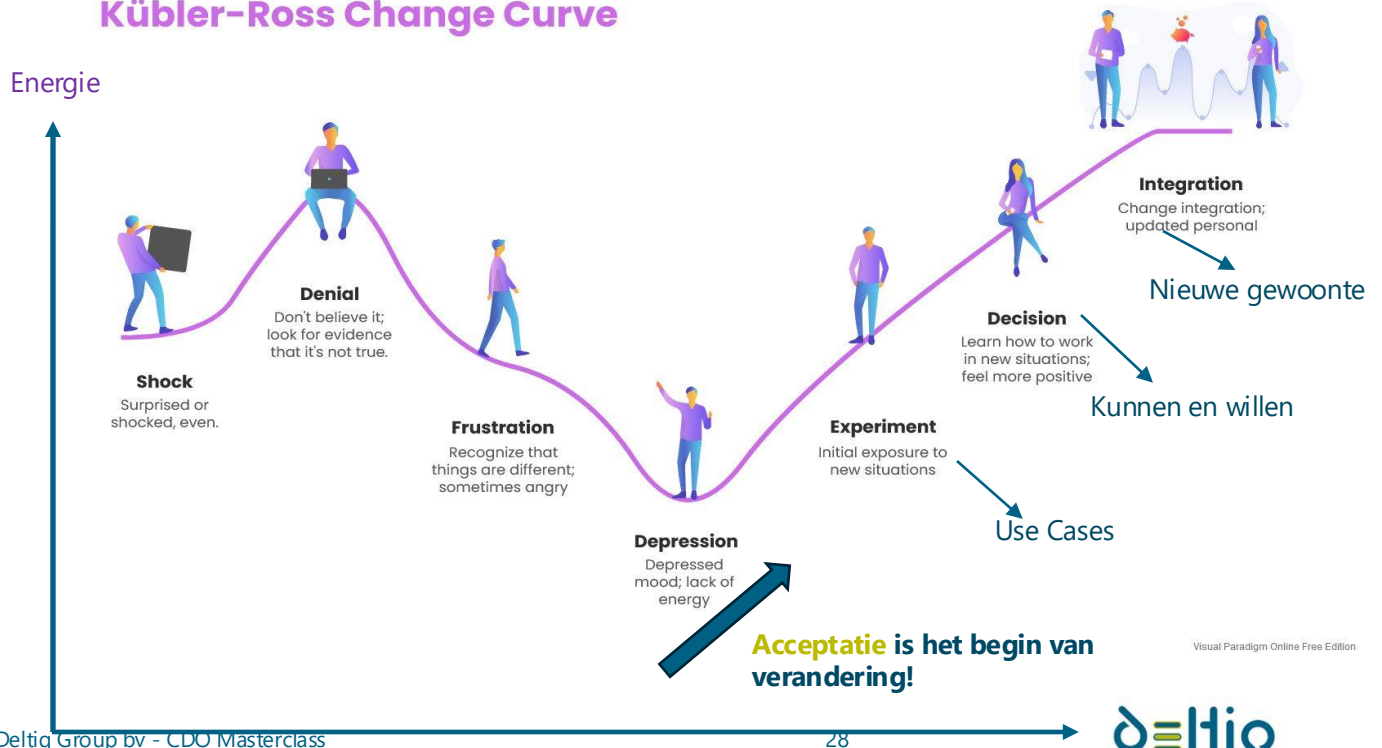 Kübler-Ross Change Curve
Energie
Shock
Surprised or
shocked, even.
Denial
Don't believe it;
look for evidence
that it's not true.
Frustration
Recognize that
things are different;
sometimes angry
Depression
Depressed
mood; lack of
energy
Experiment
Initial exposure to
new situations
Decision
Learn how to work
in new situations;
feel more positive
Integration
Change integration;
updated personal
Nieuwe gewoonte
Kunnen en willen
Use Cases
Acceptatie is het begin van
verandering!
Visual Paradigm Online Free Edition
Deltiq Group bv - CDO Masterclass
28
deltiq